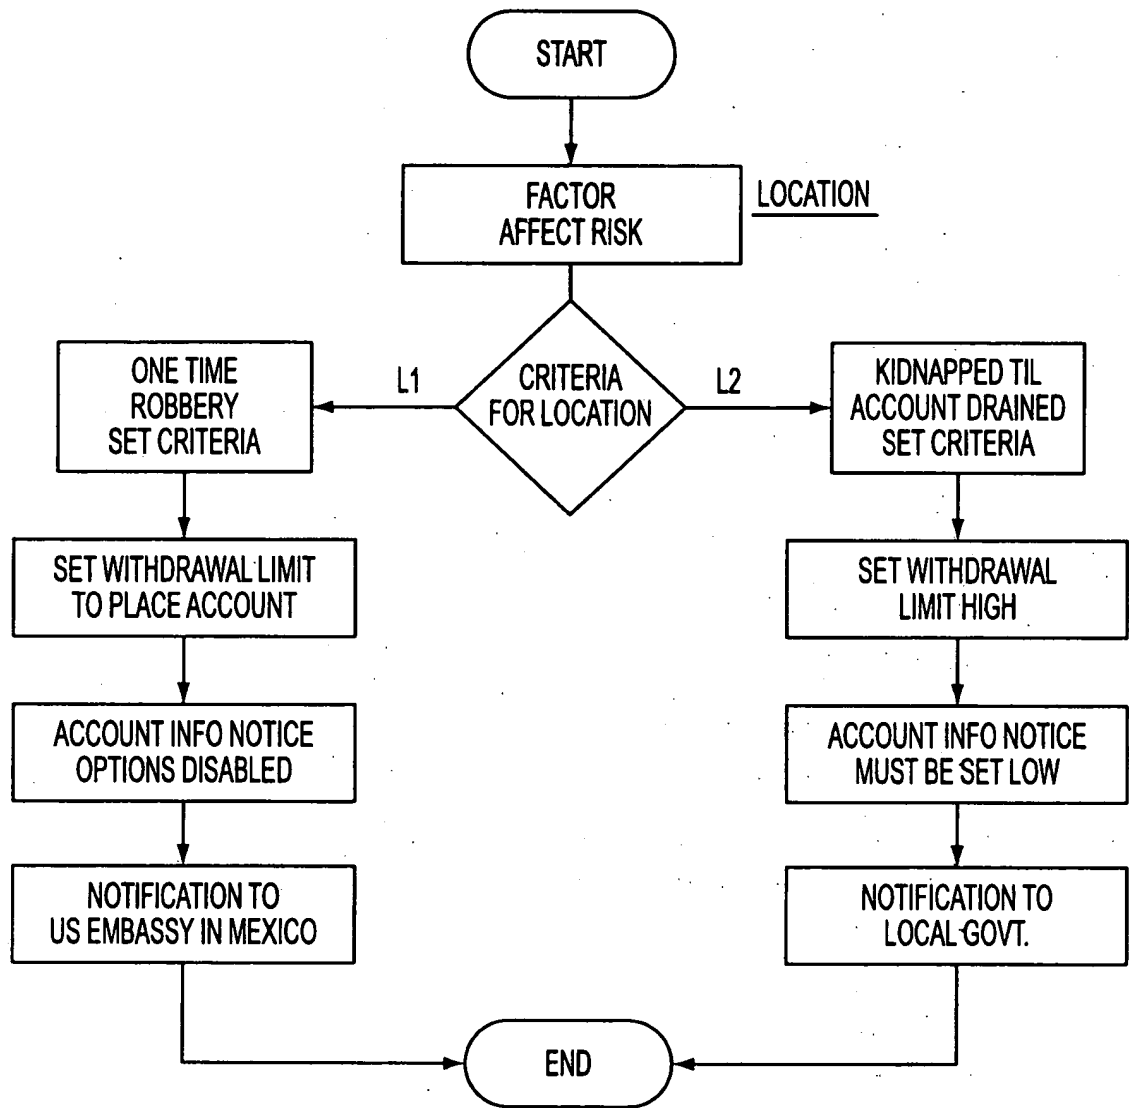 START
FACTOR
AFFECT RISK
LOCATION
CRITERIA
FOR LOCATION
L1
L2
ONE TIME
ROBBERY
SET CRITERIA
SET WITHDRAWAL LIMIT
TO PLACE ACCOUNT
ACCOUNT INFO NOTICE
OPTIONS DISABLED
NOTIFICATION TO
US EMBASSY IN MEXICO
KIDNAPPED TIL
ACCOUNT DRAINED
SET CRITERIA
SET WITHDRAWAL
LIMIT HIGH
ACCOUNT INFO NOTICE
MUST BE SET LOW
NOTIFICATION TO
LOCAL GOVT.
END